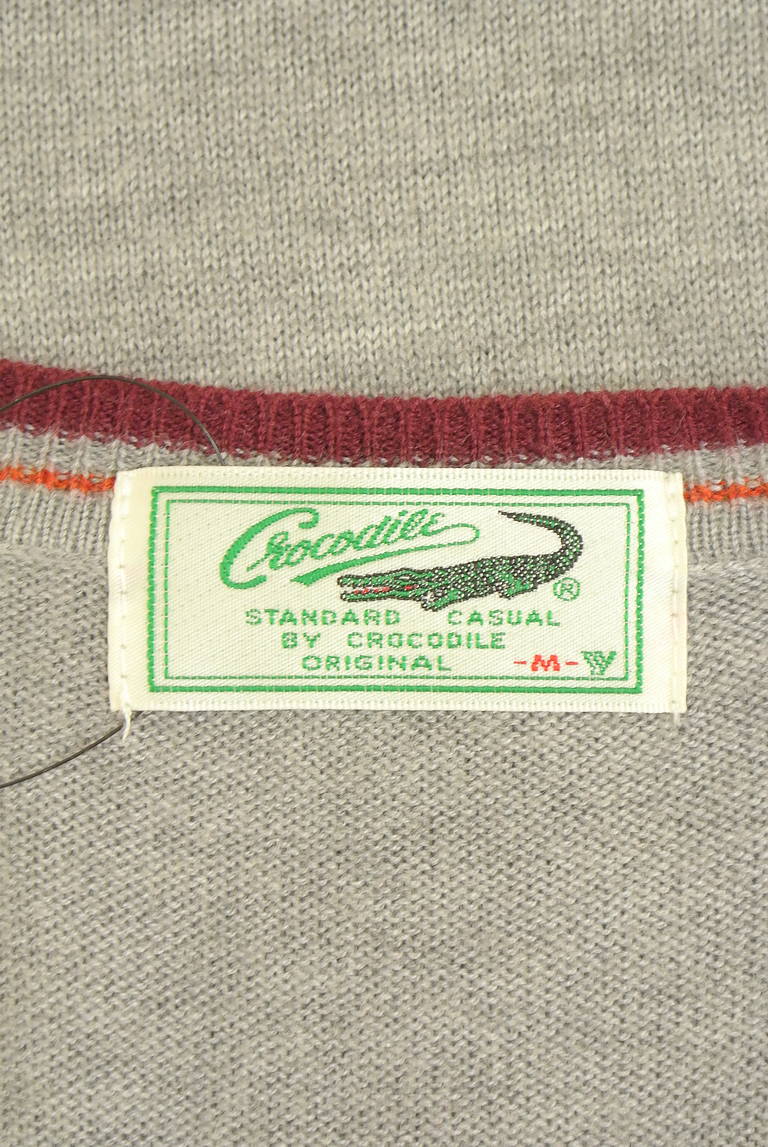 Crocodile
®
STANDARD CASUAL
BY CROCODILE
ORIGINAL -M-